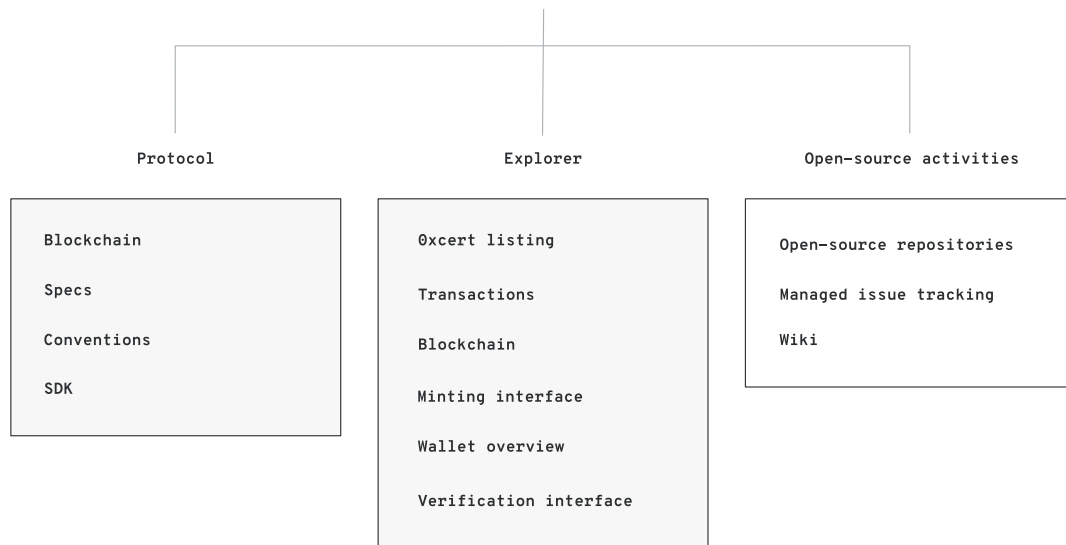 Protocol
Explorer
Open-source activities
Blockchain
Specs
Conventions
SDK
0xcert listing
Transactions
Blockchain
Minting interface
Wallet overview
Verification interface
Open-source repositories
Managed issue tracking
Wiki